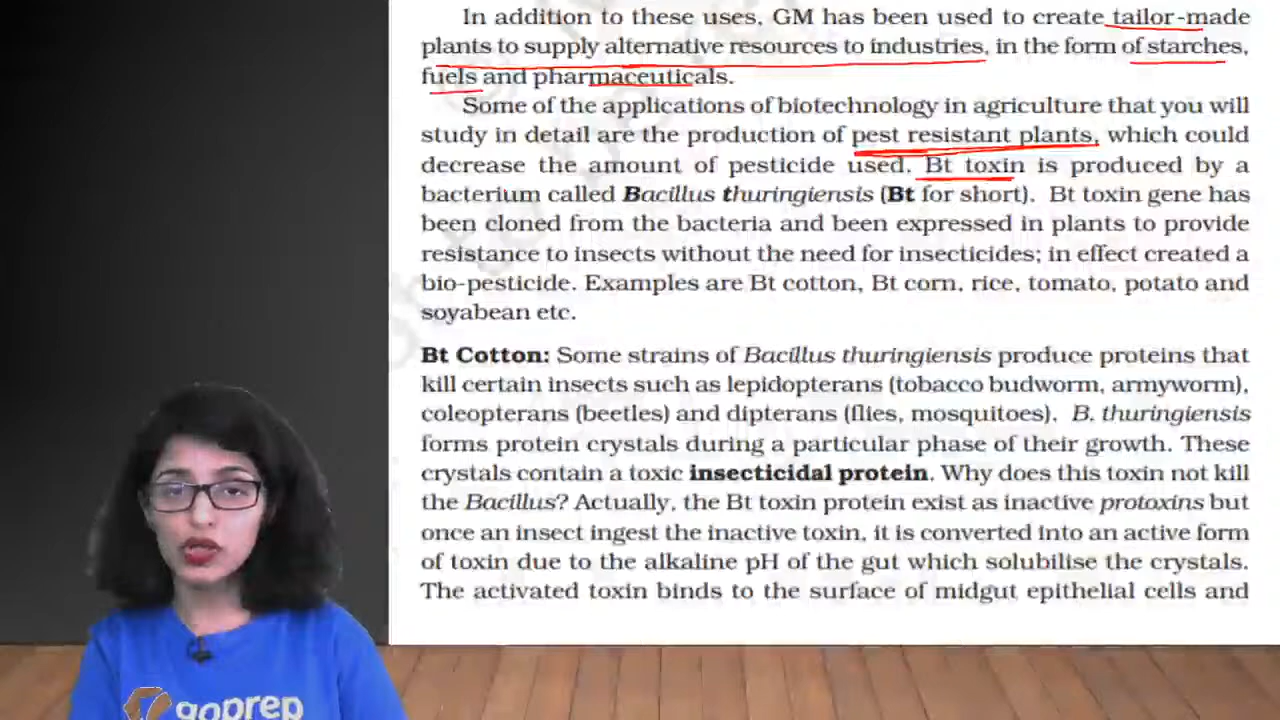 In addition to these uses, GM has been used to create tailor-made
plants to supply alternative resources to industries, in the form of starches,
fuels and pharmaceuticals.
Some of the applications of biotechnology in agriculture that you will
study in detail are the production of pest resistant plants, which could
decrease the amount of pesticide used. Bt toxin is produced by a
bacterium called Bacillus thuringiensis (Bt for short). Bt toxin gene has
been cloned from the bacteria and been expressed in plants to provide
resistance to insects without the need for insecticides; in effect created a
bio-pesticide. Examples are Bt cotton, Bt corn, rice, tomato, potato and
soyabean etc.
Bt Cotton: Some strains of Bacillus thuringiensis produce proteins that
kill certain insects such as lepidopterans (tobacco budworm, armyworm),
coleopterans (beetles) and dipterans (flies, mosquitoes). B. thuringiensis
forms protein crystals during a particular phase of their growth. These
crystals contain a toxic insecticidal protein. Why does this toxin not kill
the Bacillus? Actually, the Bt toxin protein exist as inactive protoxins but
once an insect ingest the inactive toxin, it is converted into an active form
of toxin due to the alkaline pH of the gut which solubilise the crystals.
The activated toxin binds to the surface of midgut epithelial cells and
goprep